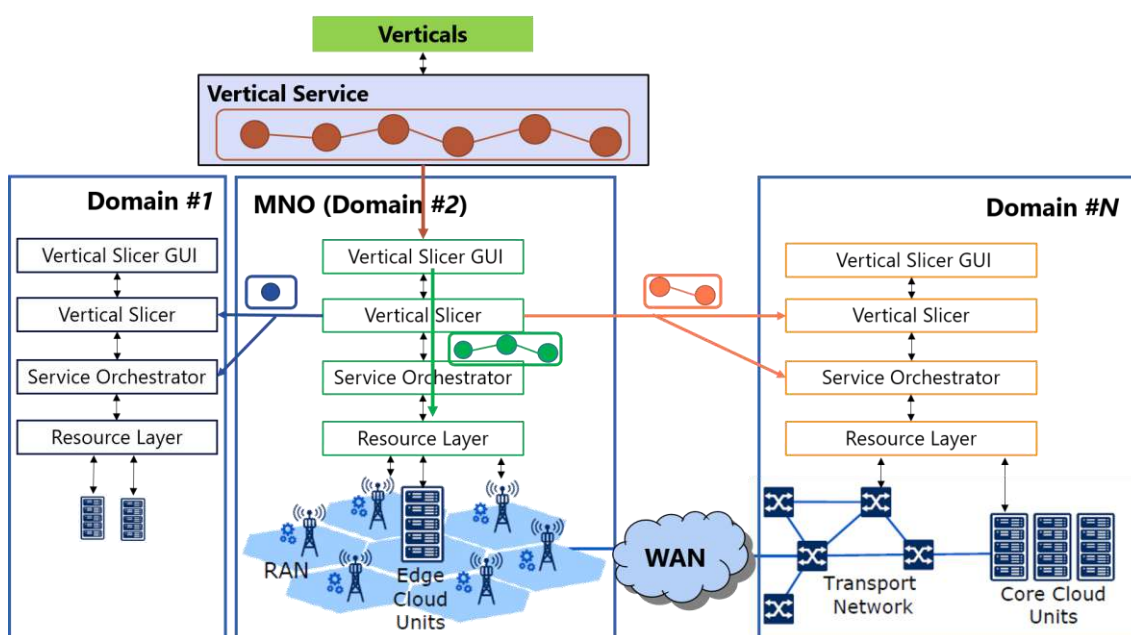 Verticals
Vertical Service
Domain #1
MNO (Domain #2)
Domain #N
Vertical Slicer GUI
Vertical Slicer GUI
Vertical Slicer GUI
Vertical Slicer
Vertical Slicer
Vertical Slicer
Service Orchestrator
Service Orchestrator
Service Orchestrator
Resource Layer
Resource Layer
Resource Layer
RAN
Edge
Cloud
Units
WAN
Transport
Network
Core Cloud
Units